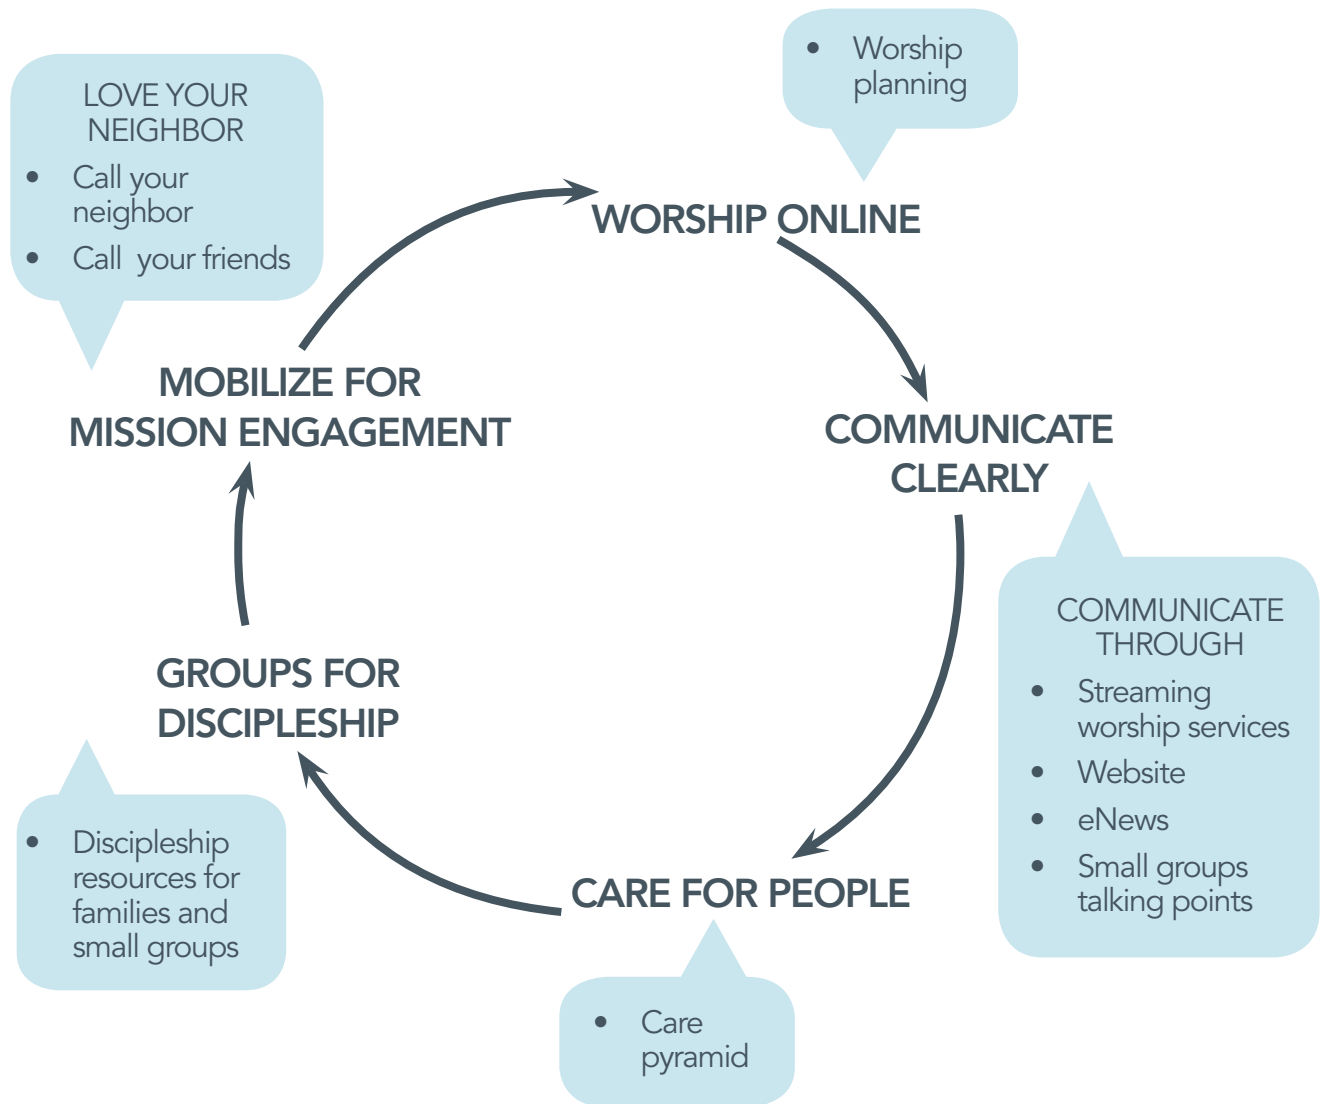 • Worship
planning
LOVE YOUR
NEIGHBOR
• Call your
neighbor
• Call  your friends
WORSHIP ONLINE
MOBILIZE FOR
MISSION ENGAGEMENT
COMMUNICATE
CLEARLY
COMMUNICATE
THROUGH
• Streaming
worship services
• Website
• eNews
• Small groups
talking points
GROUPS FOR
DISCIPLESHIP
• Discipleship
resources for
families and
small groups
CARE FOR PEOPLE
• Care
pyramid